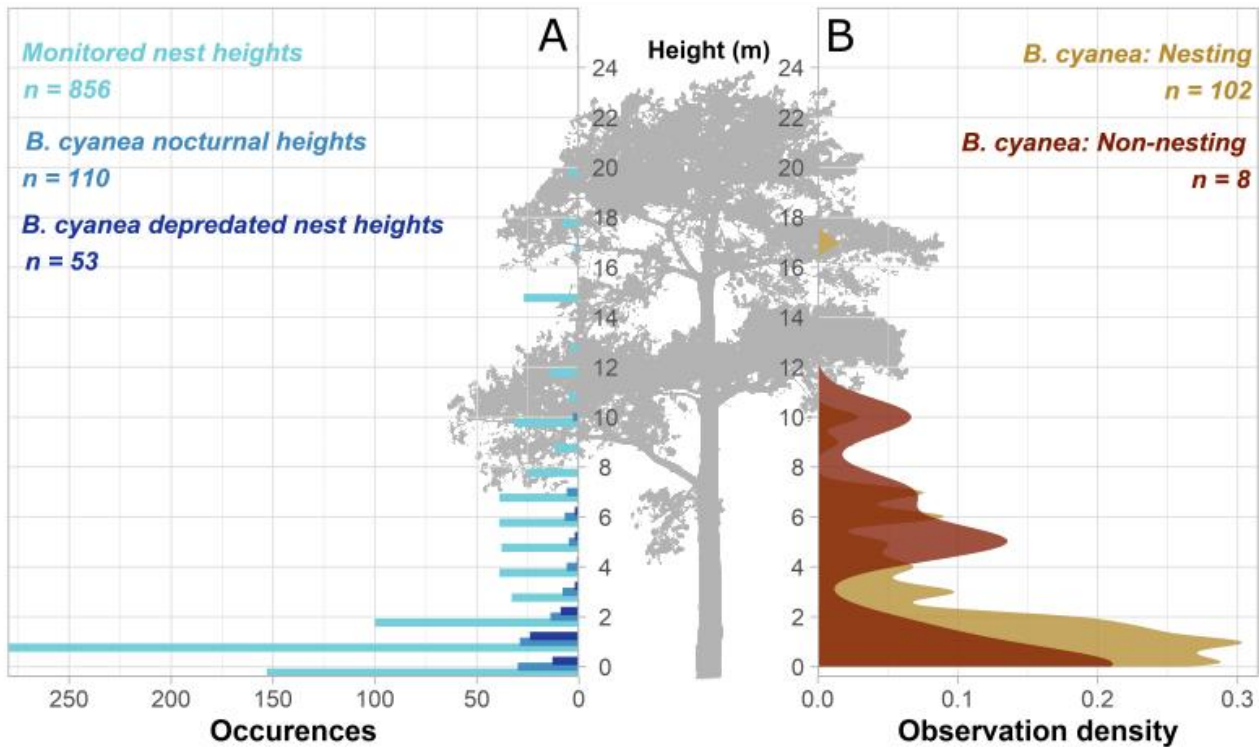 A
Height (m)
B
Monitored nest heights
n = 856
B. cyanea nocturnal heights
n = 110
B. cyanea depredated nest heights
n = 53
B. cyanea: Nesting
n = 102
B. cyanea: Non-nesting
n = 8
24 24
22 22
20 20
18 18
16 16
14 14
12 12
10 10
8 8
6 6
4 4
2 2
0 0
250 200 150 100 50 0
0.0 0.1 0.2 0.3
Occurences
Observation density